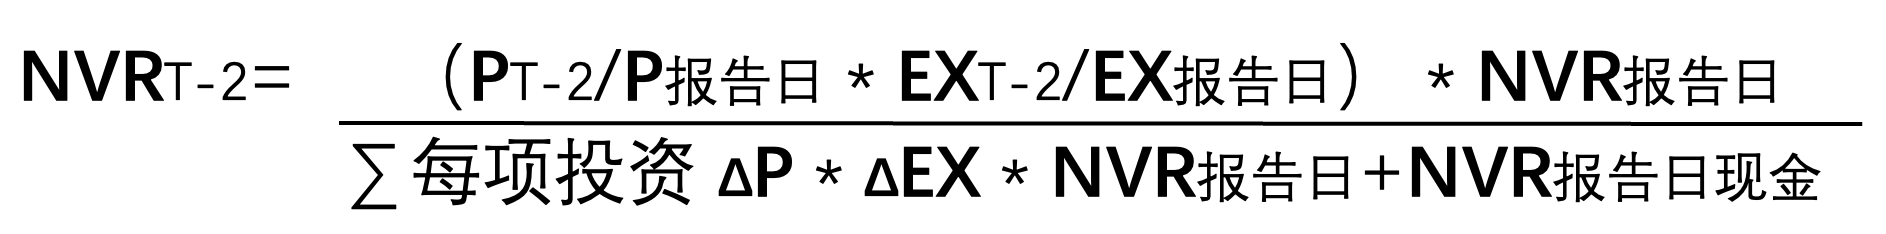 NVRT-2= （PT-2/P报告日 * EXT-2/EX报告日） * NVR报告日
∑ 每项投资 ΔP * ΔEX * NVR报告日+NVR报告日现金